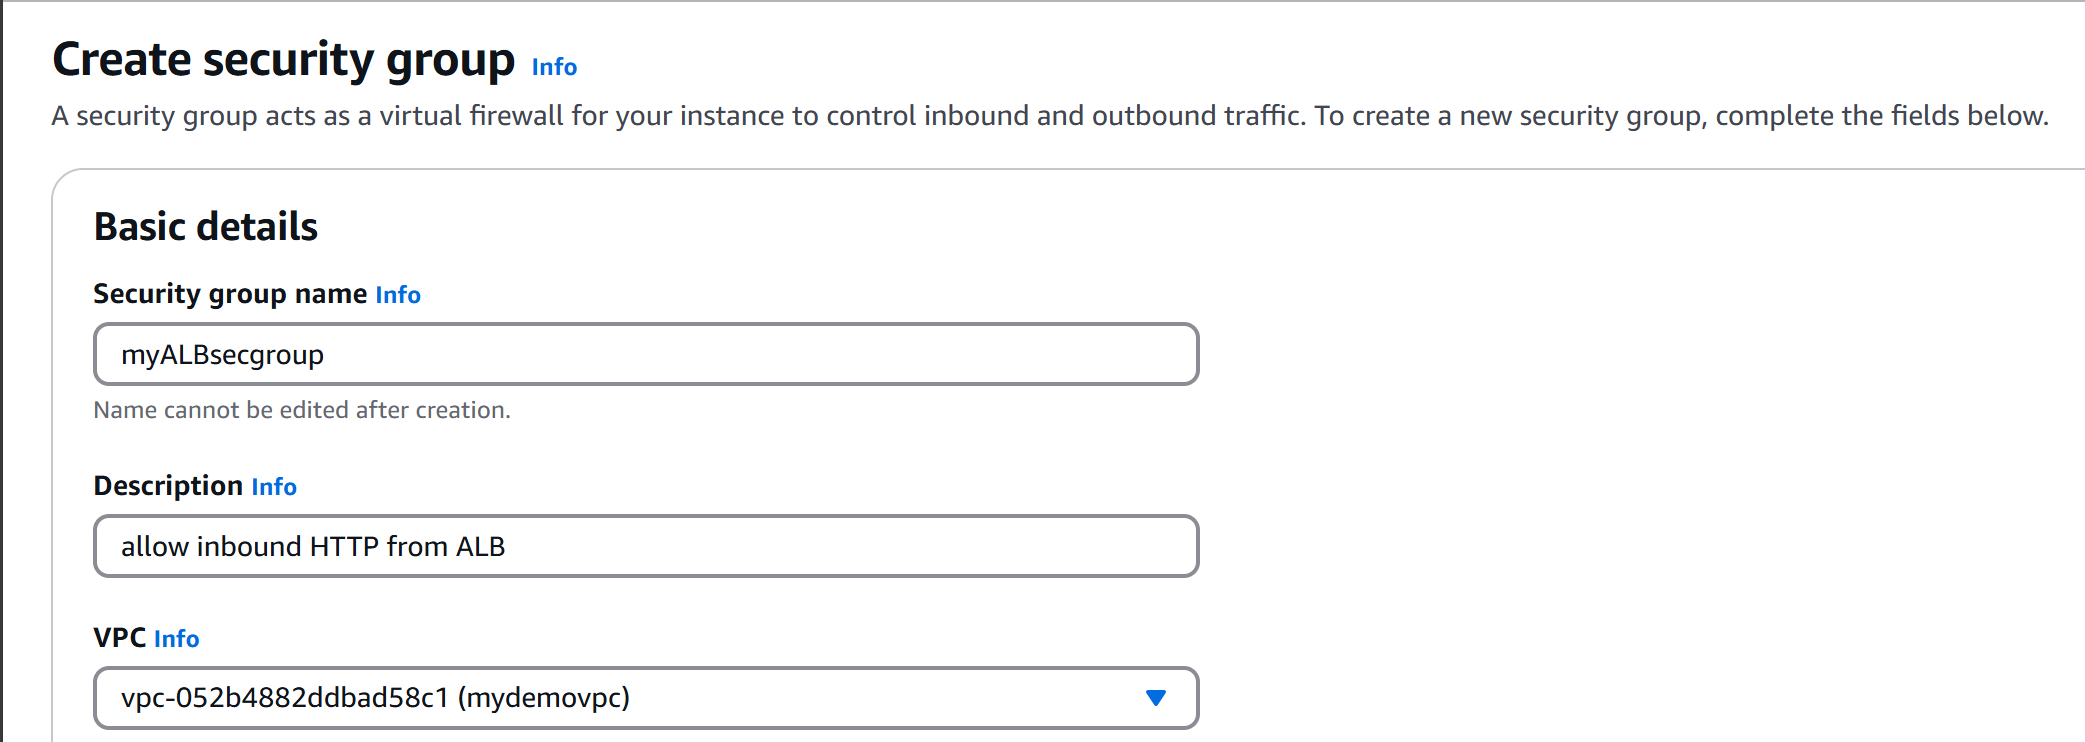 Create security group Info
A security group acts as a virtual firewall for your instance to control inbound and outbound traffic. To create a new security group, complete the fields below.
Basic details
Security group name Info
myALBsecgroup
Name cannot be edited after creation.
Description Info
allow inbound HTTP from ALB
VPC Info
vpc-052b4882ddbad58c1 (mydemovpc)